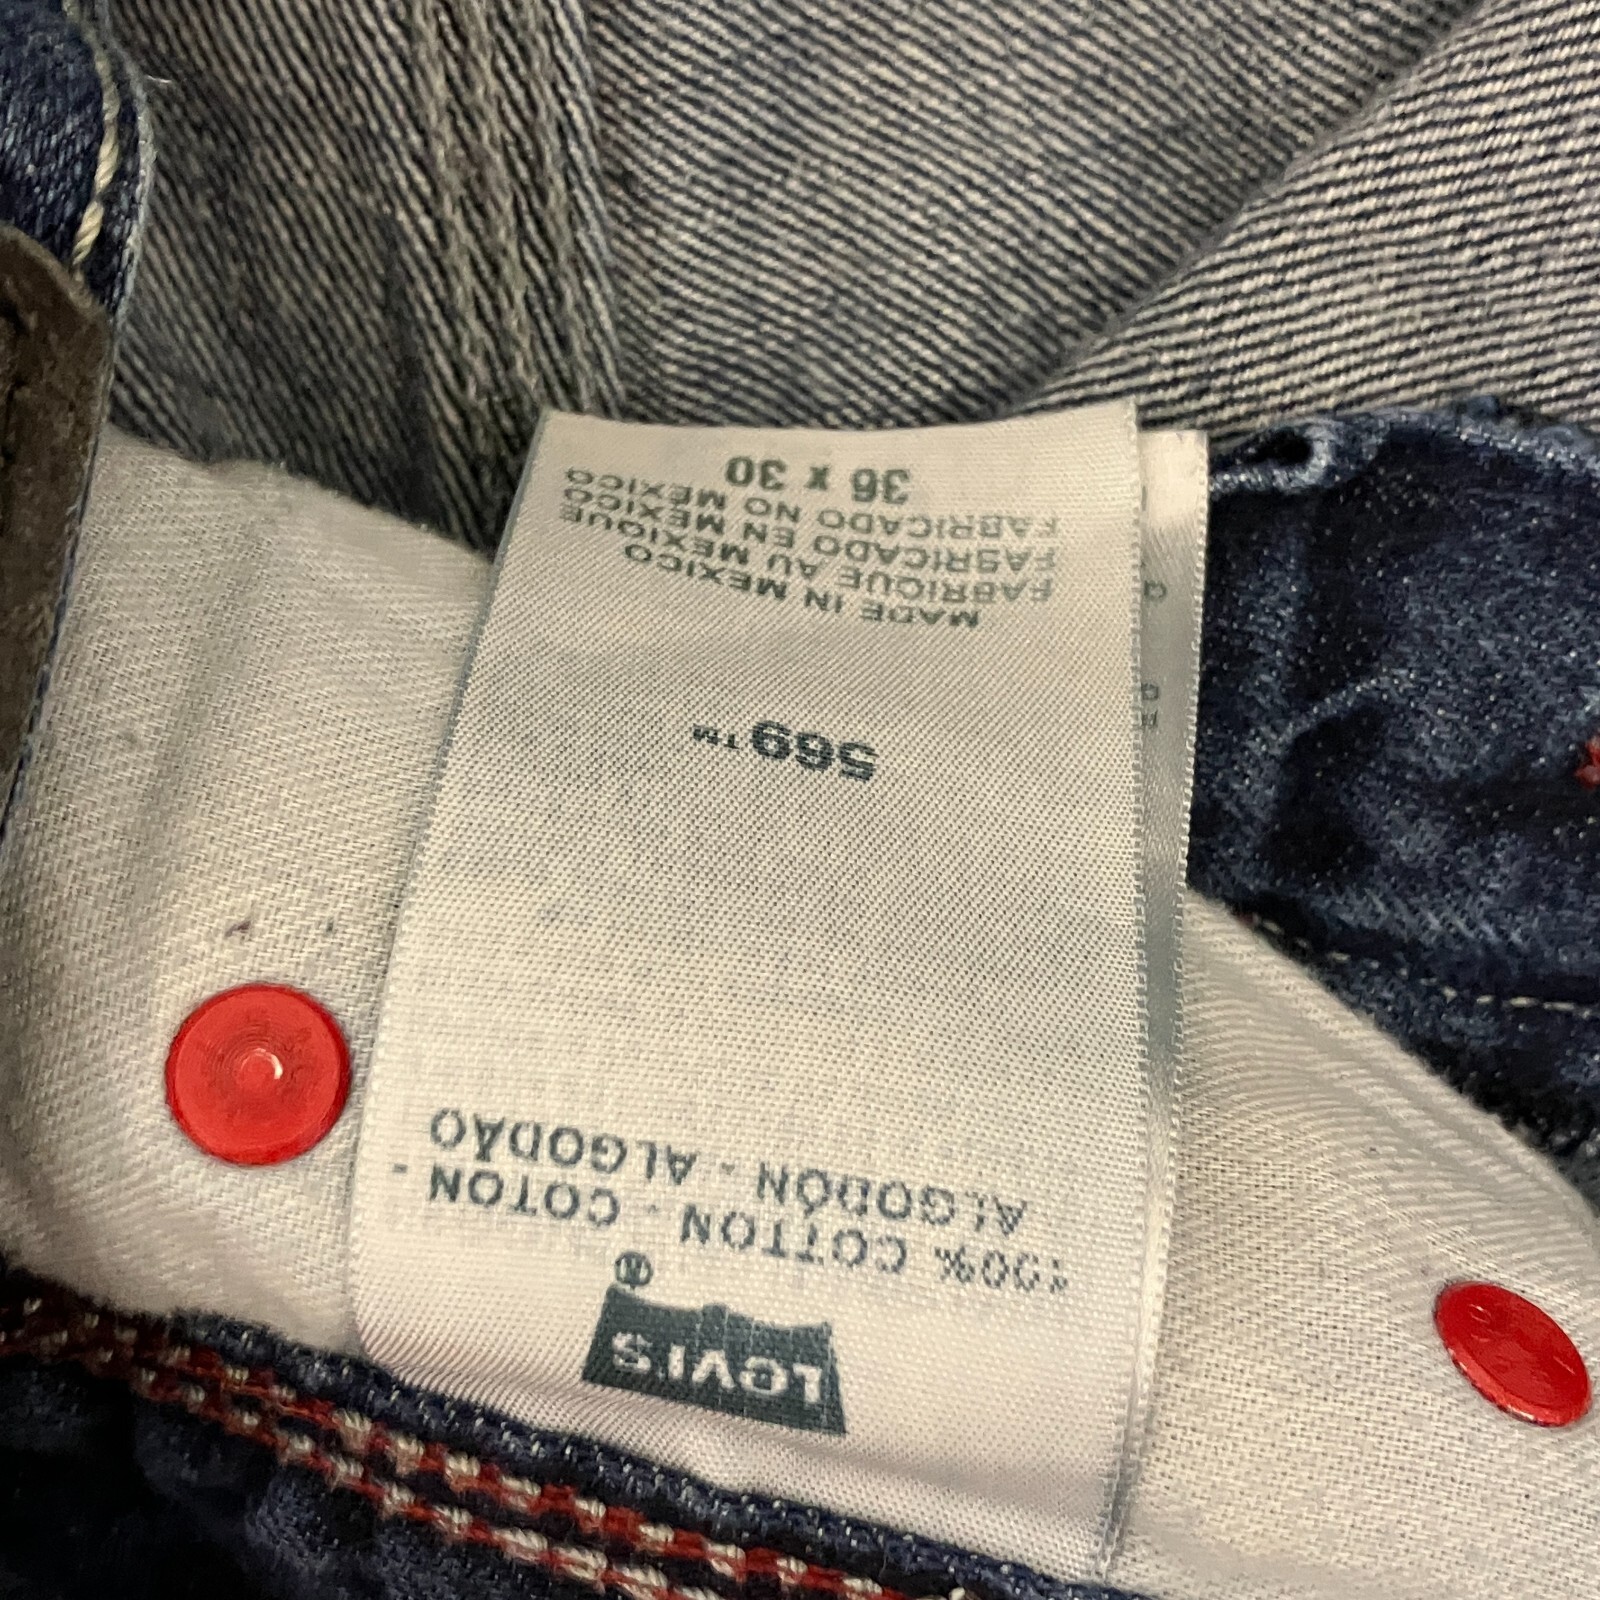 LEVI'S
®
100% COTTON - COTON -
ALGODÓN - ALGODÃO
569™
MADE IN MEXICO
FABRIQUE AU MEXIQUE
FABRICADO EN MEXICO
FABRICADO NO MEXICO
36 x 30